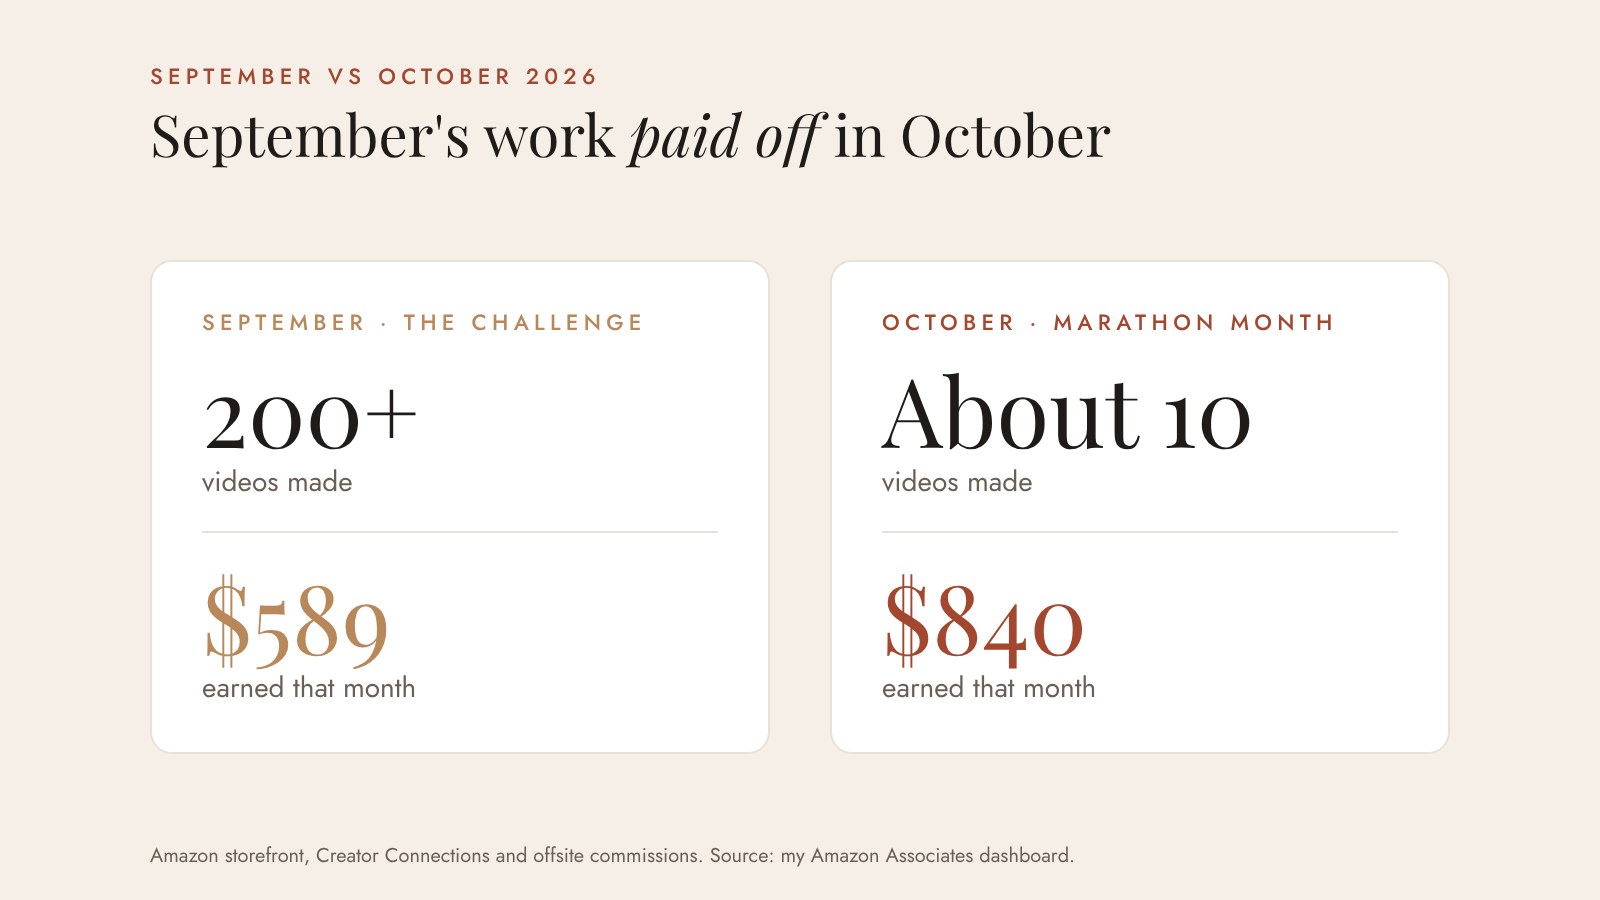 SEPTEMBER VS OCTOBER 2026
September's work paid off in October
SEPTEMBER · THE CHALLENGE
200+
videos made
$589
earned that month
OCTOBER · MARATHON MONTH
About 10
videos made
$840
earned that month
Amazon storefront, Creator Connections and offsite commissions. Source: my Amazon Associates dashboard.